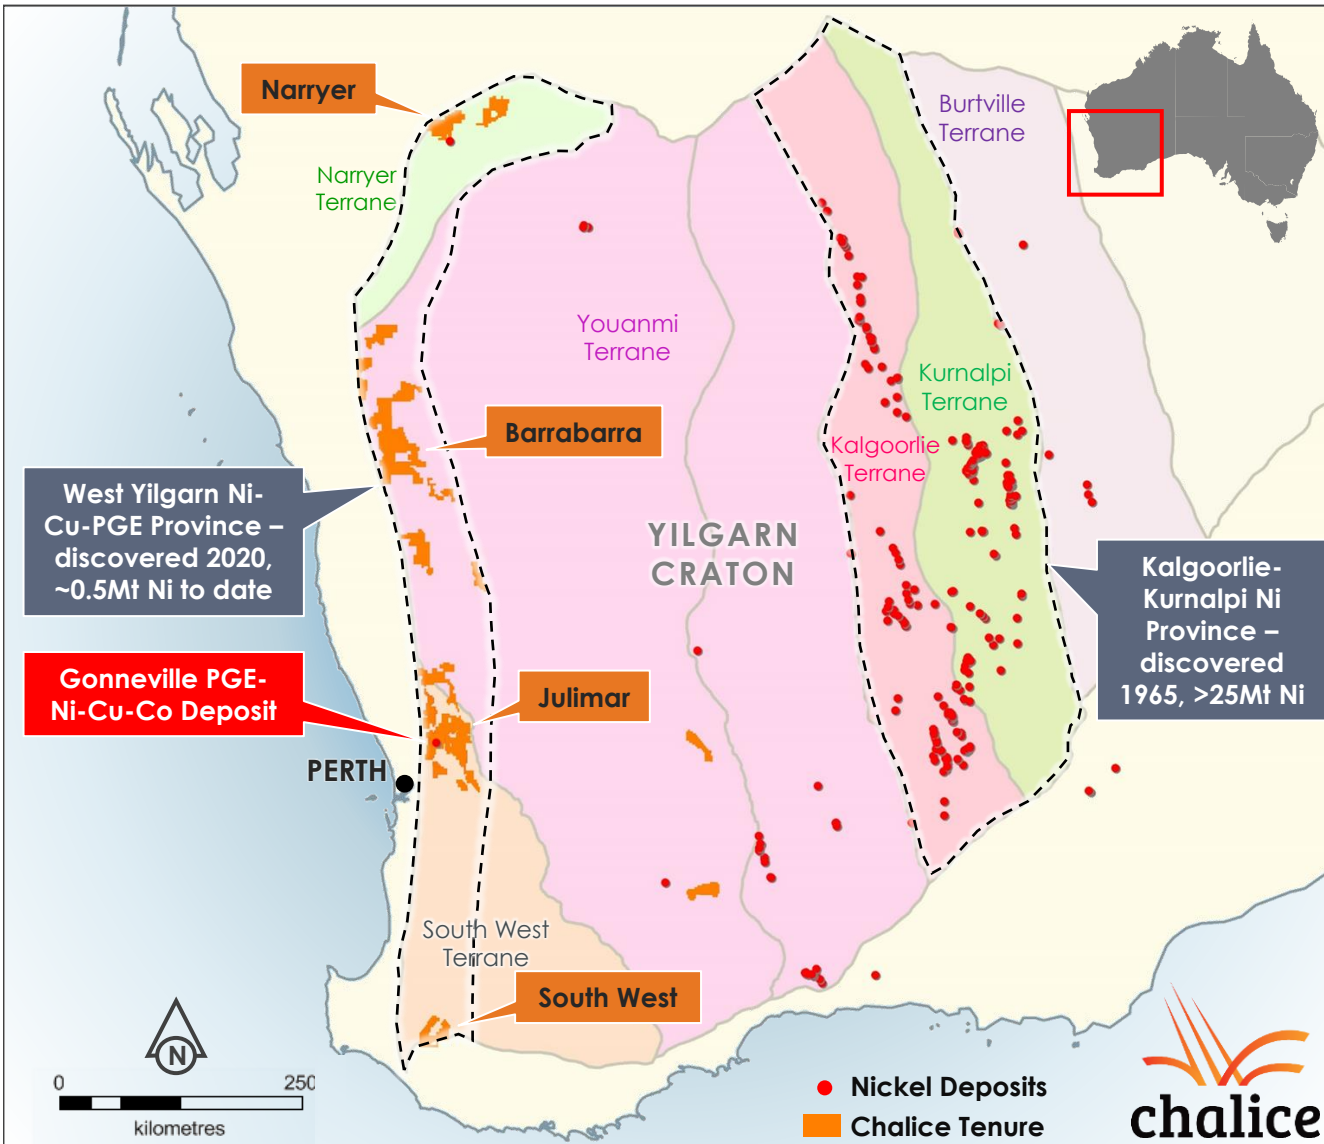 Narryer
Burtville
Terrane
Narryer
Terrane
Youanmi
Terrane
Kurnalpi
Terrane
Barrabarra
Kalgoorlie
Terrane
West Yilgarn Ni-
Cu-PGE Province –
discovered 2020,
~0.5Mt Ni to date
YILGARN
CRATON
Kalgoorlie-
Kurnalpi Ni
Province –
discovered
1965, >25Mt Ni
Gonneville PGE-
Ni-Cu-Co Deposit
Julimar
PERTH
South West
Terrane
South West
N
0 250
kilometres
Nickel Deposits
Chalice Tenure
chalice